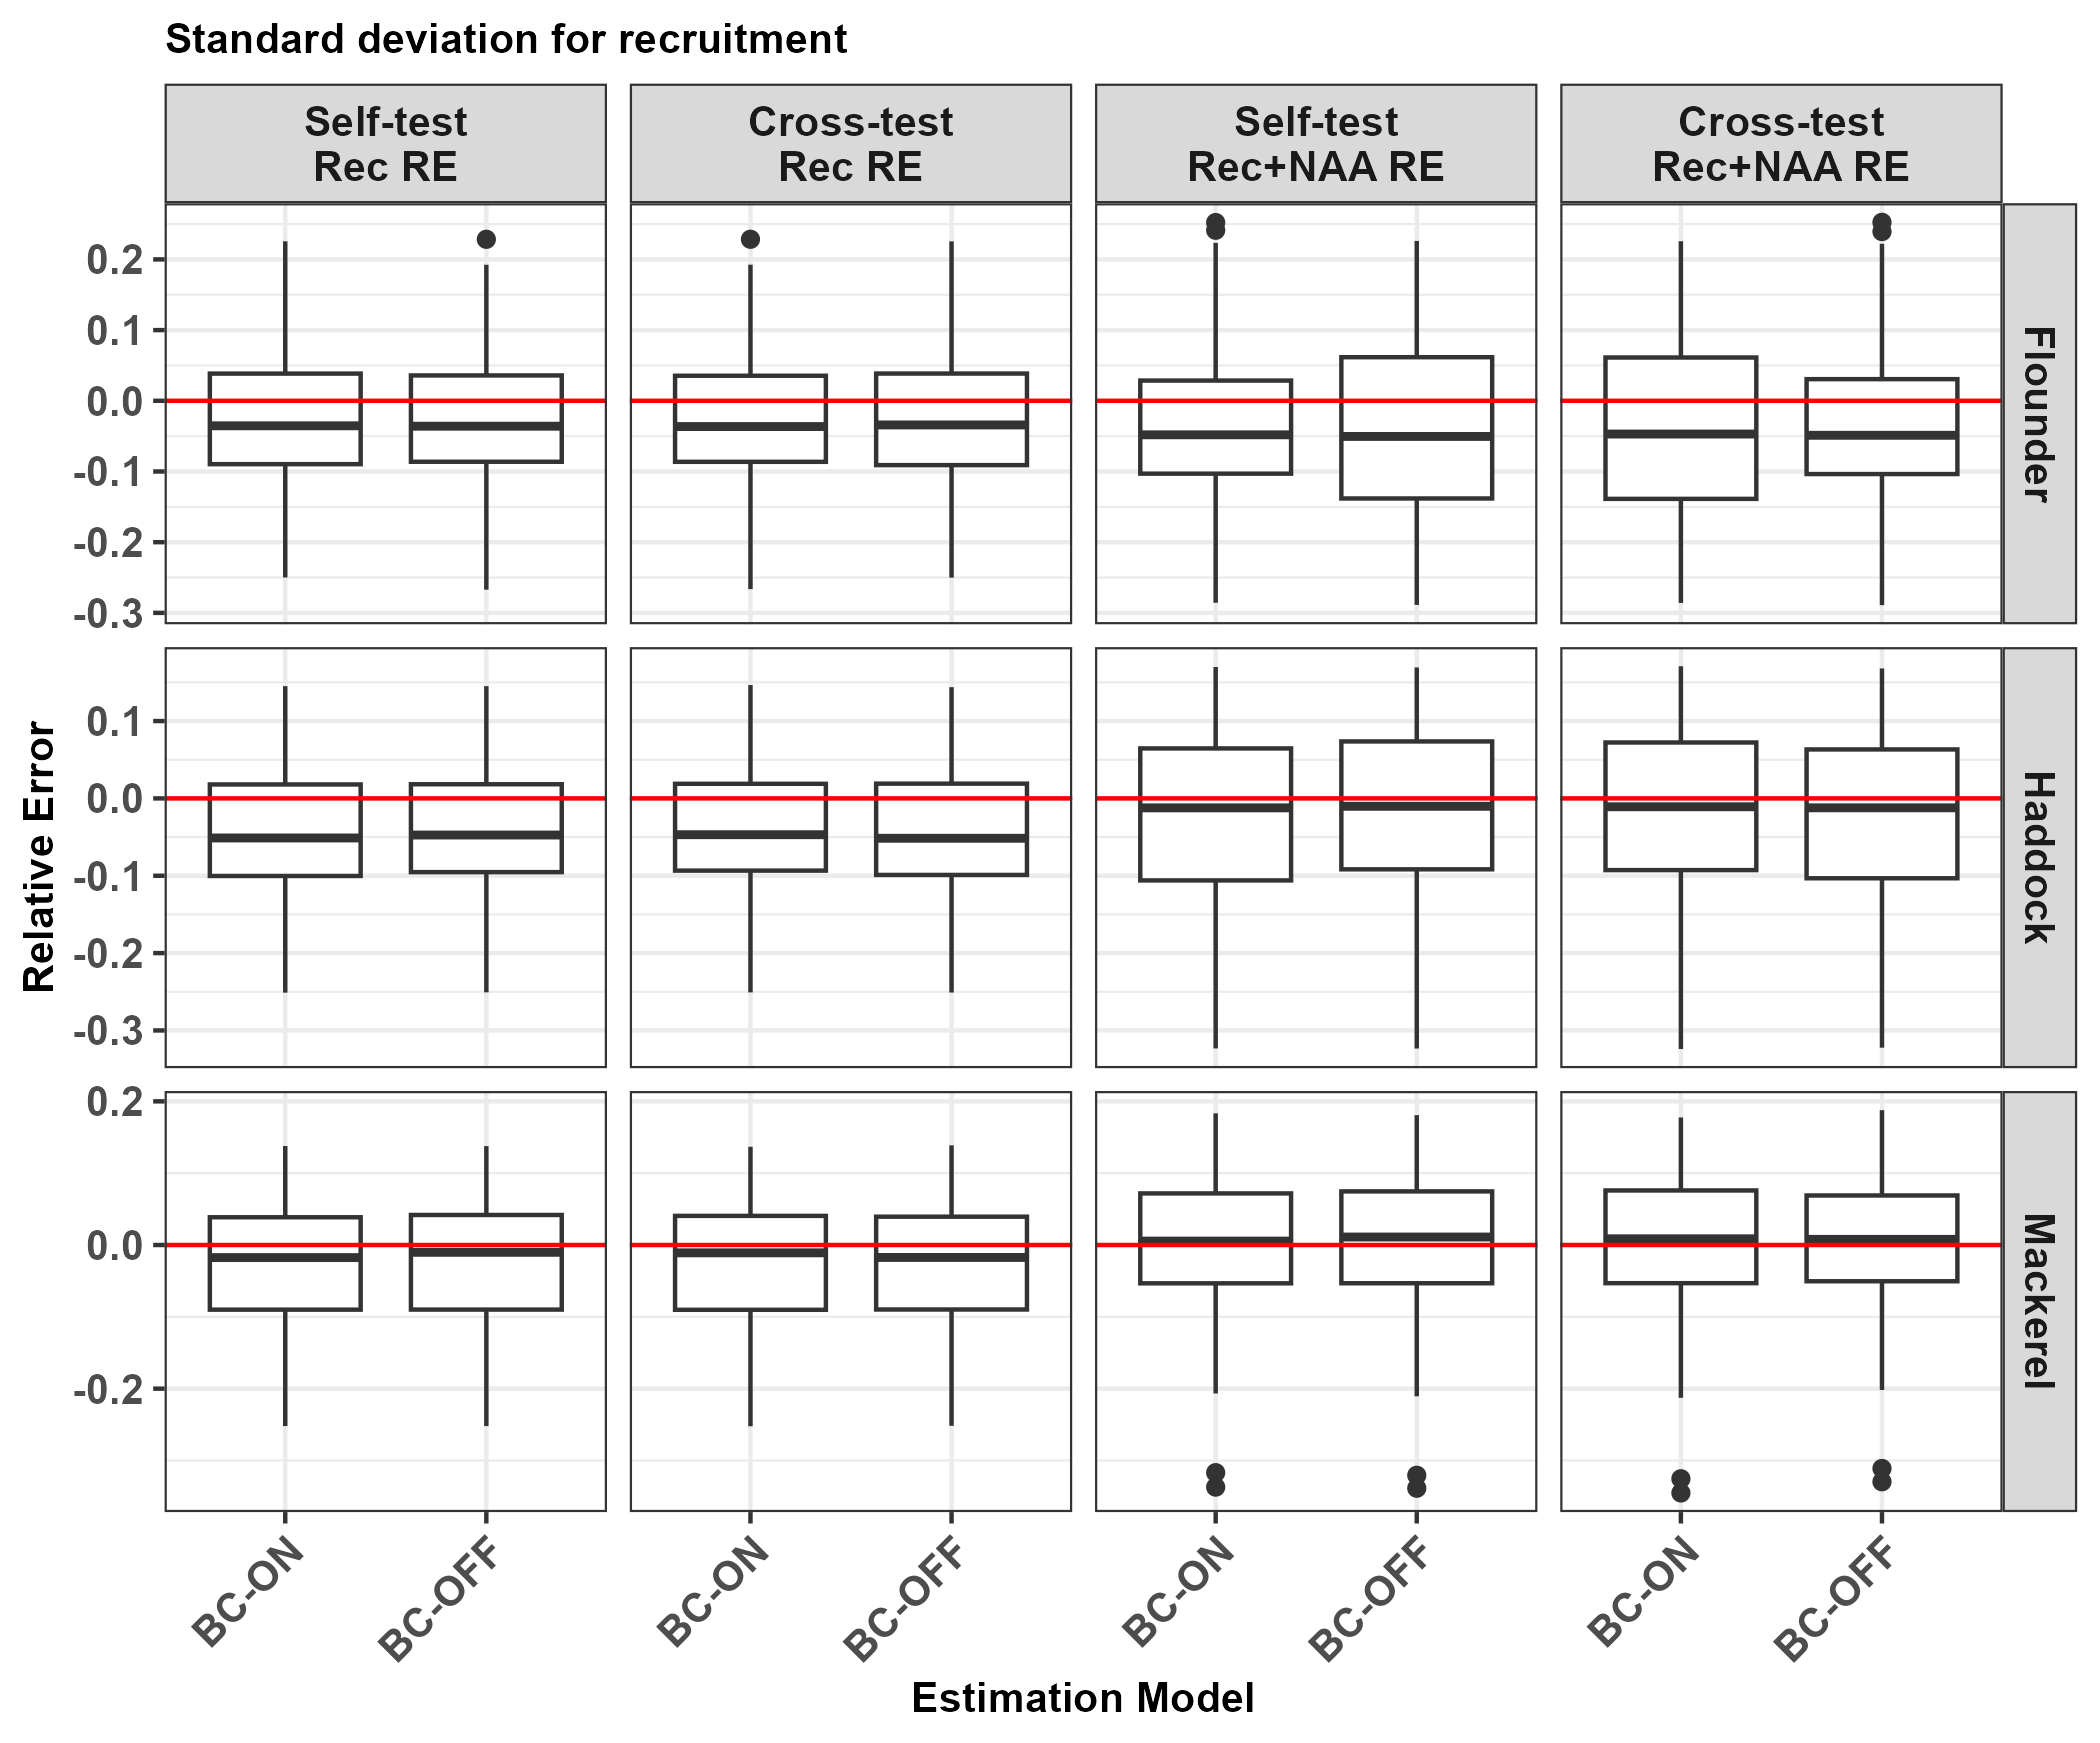 Standard deviation for recruitment
Self-test
Rec RE
Cross-test
Rec RE
Self-test
Rec+NAA RE
Cross-test
Rec+NAA RE
0.2
0.1
0.0
-0.1
-0.2
-0.3
Flounder
0.1
0.0
-0.1
-0.2
-0.3
Haddock
0.2
0.0
-0.2
Mackerel
Relative Error
BC-ON
BC-OFF
BC-ON
BC-OFF
BC-ON
BC-OFF
BC-ON
BC-OFF
Estimation Model